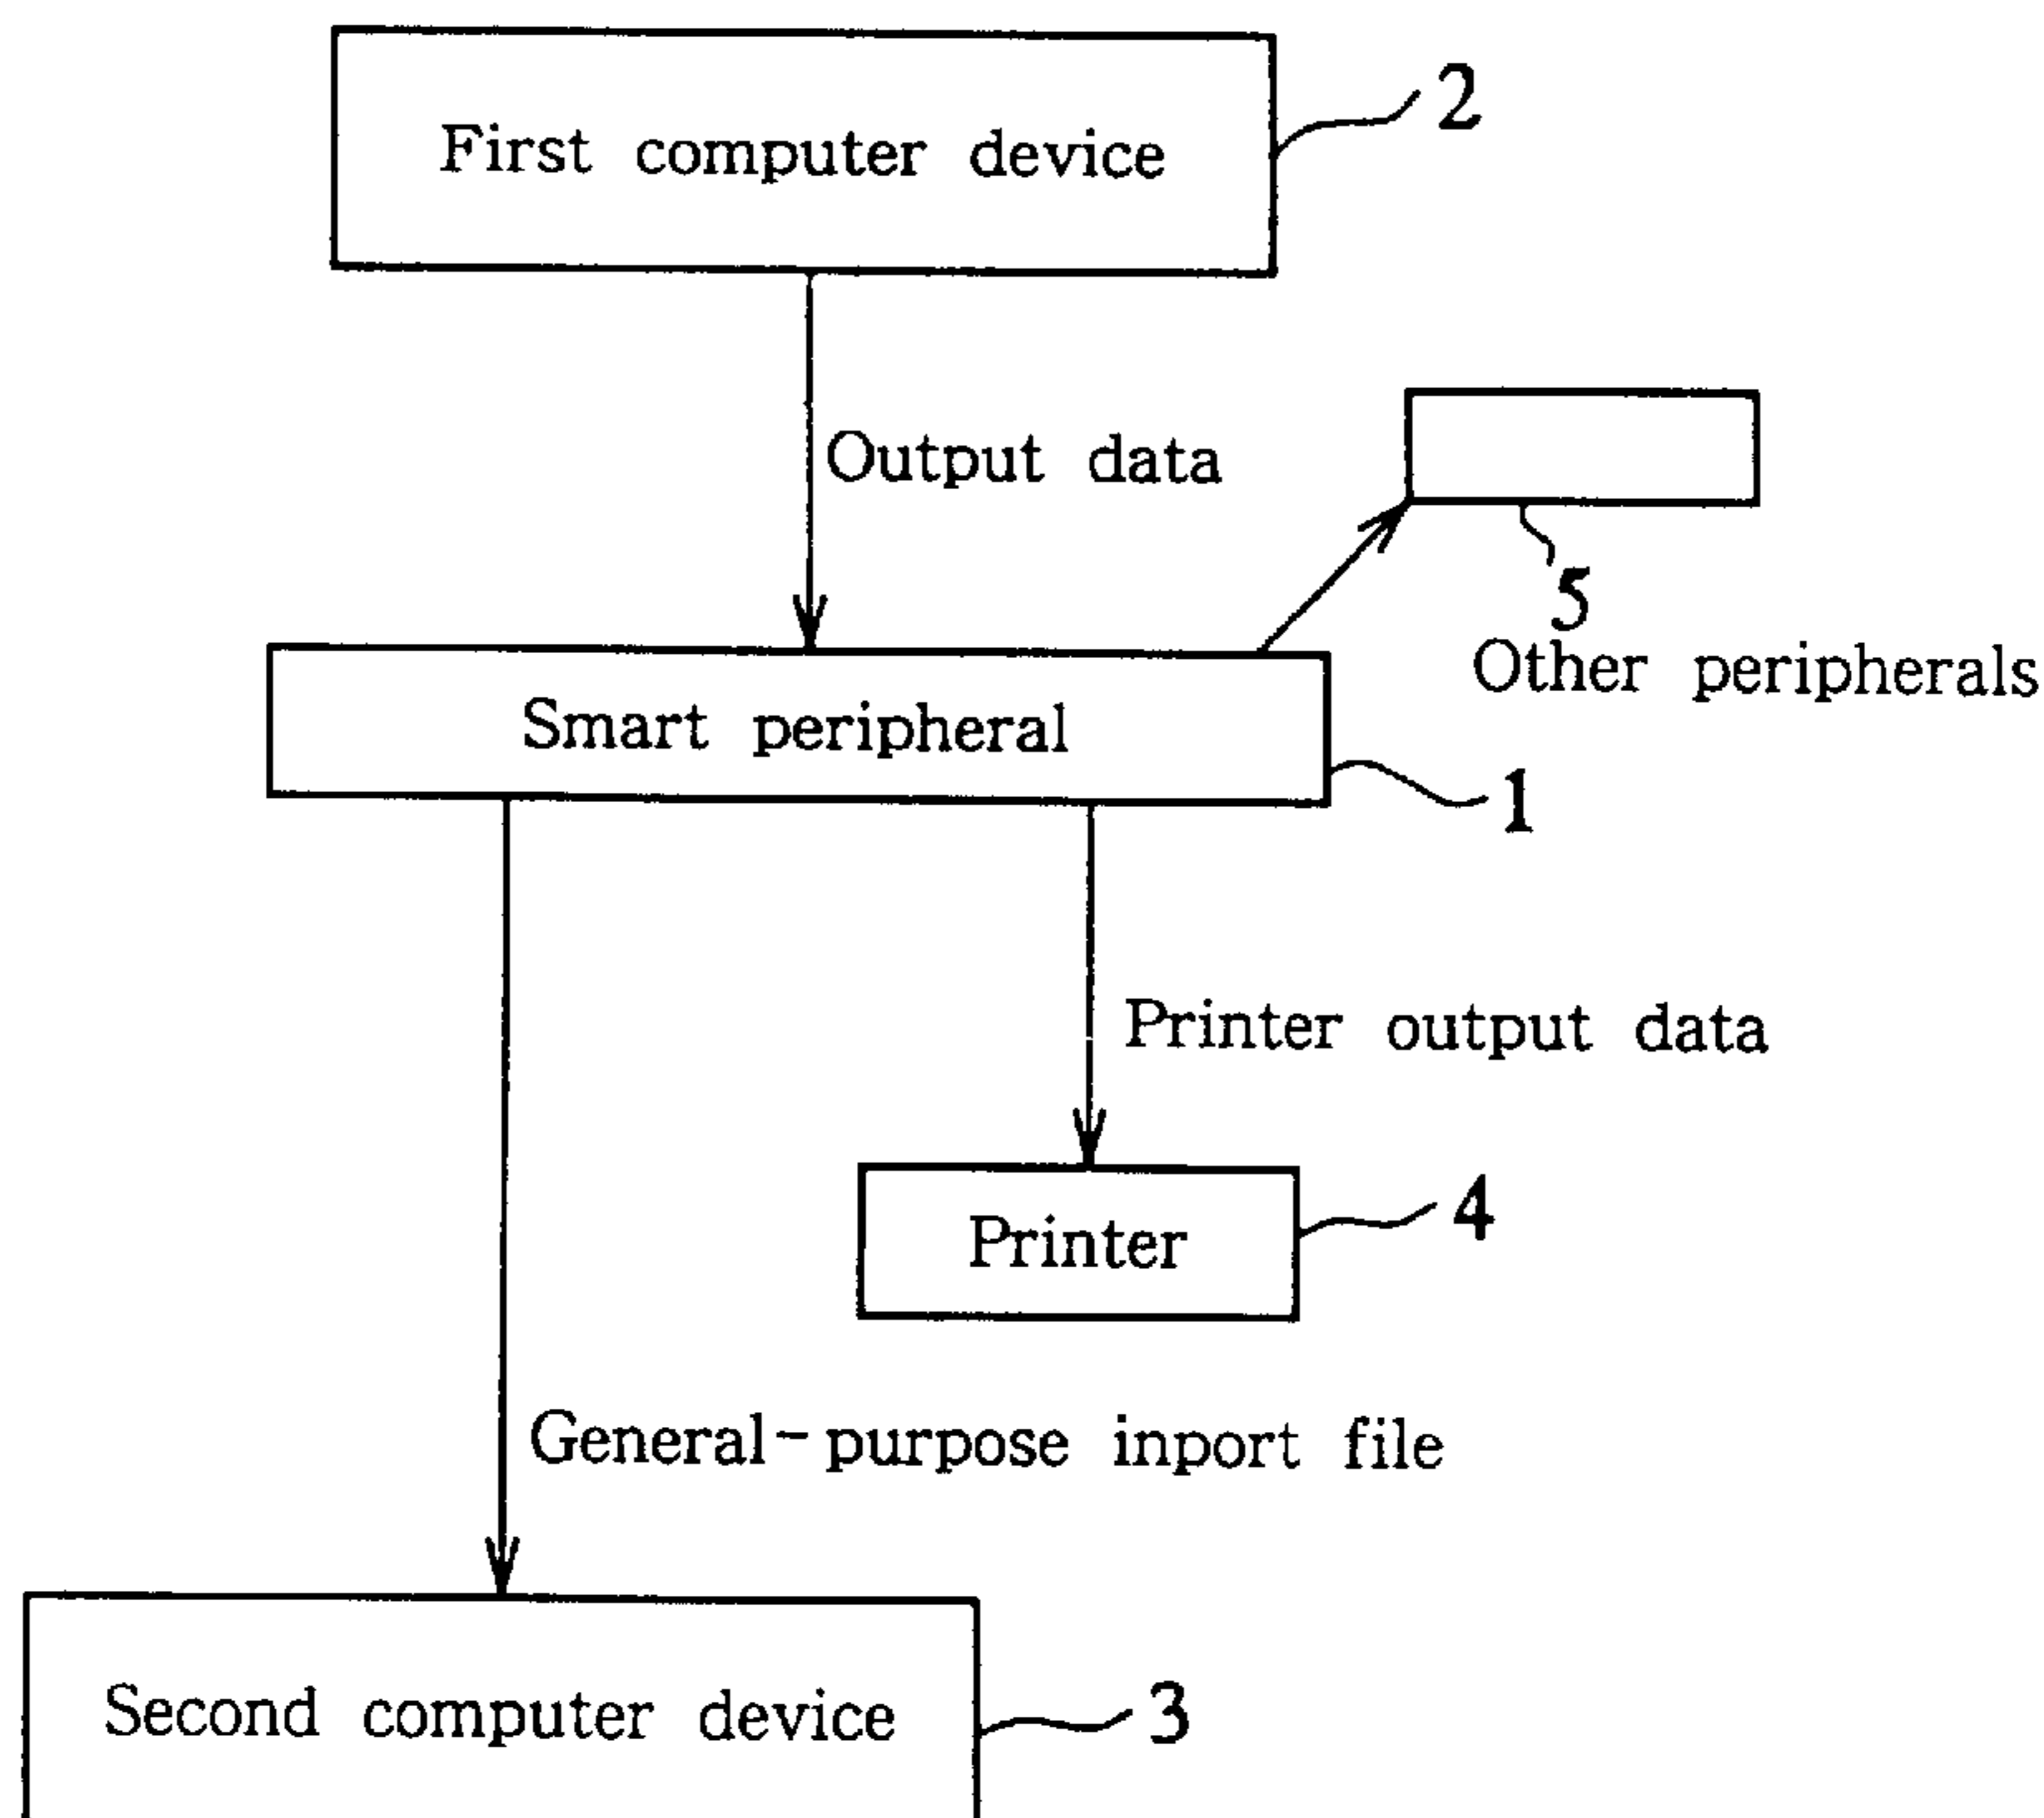 First computer device
2
Output data
5
Other peripherals
Smart peripheral
1
Printer output data
Printer
4
General-purpose inport file
Second computer device
3